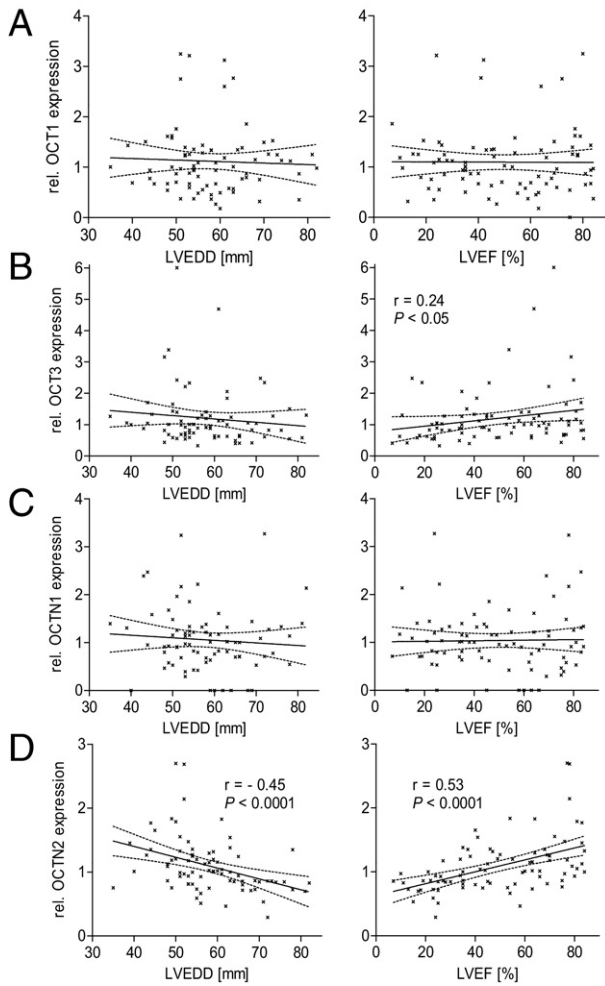 A
rel. OCT1 expression
4
3
2
1
0
30 40 50 60 70 80
LVEDD [mm]
4
3
2
1
0
0 20 40 60 80
LVEF [%]
B
rel. OCT3 expression
6
5
4
3
2
1
0
30 40 50 60 70 80
LVEDD [mm]
6
5
4
3
2
1
0
r = 0.24
P < 0.05
0 20 40 60 80
LVEF [%]
C
rel. OCTN1 expression
4
3
2
1
0
30 40 50 60 70 80
LVEDD [mm]
4
3
2
1
0
0 20 40 60 80
LVEF [%]
D
rel. OCTN2 expression
3
2
1
0
r = - 0.45
P < 0.0001
30 40 50 60 70 80
LVEDD [mm]
3
2
1
0
r = 0.53
P < 0.0001
0 20 40 60 80
LVEF [%]